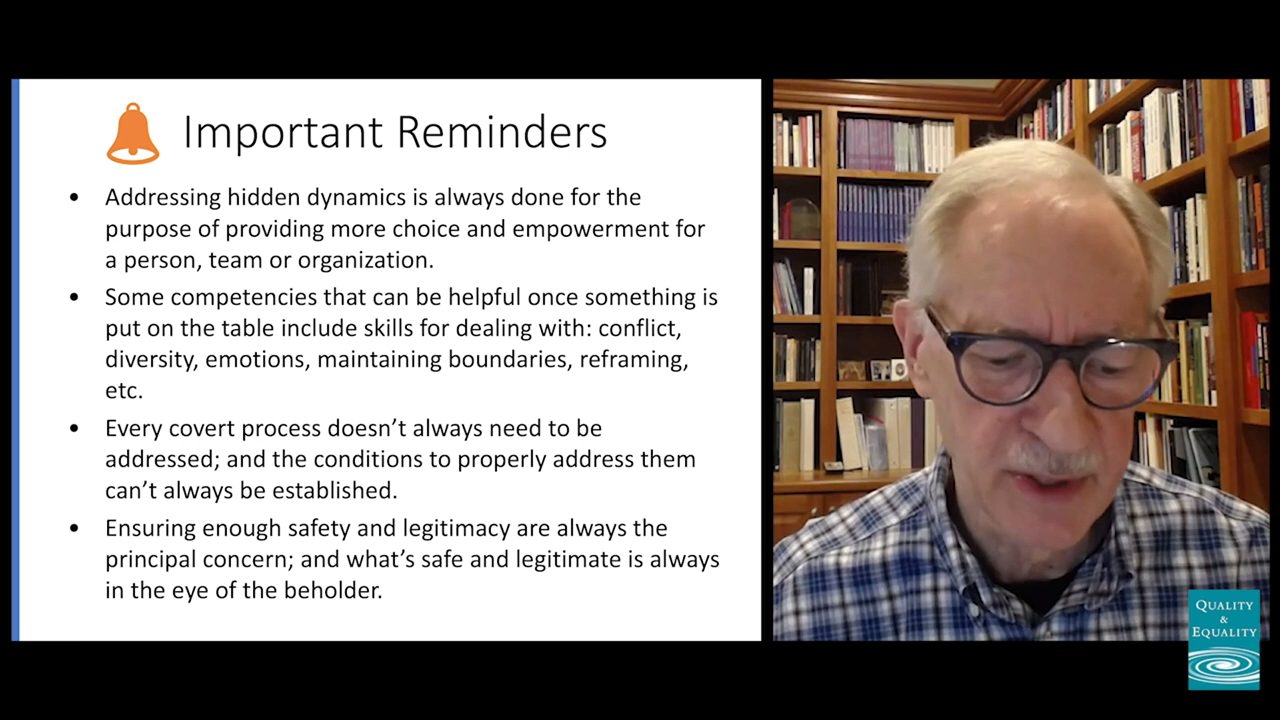 Important Reminders
• Addressing hidden dynamics is always done for the
purpose of providing more choice and empowerment for
a person, team or organization.
• Some competencies that can be helpful once something is
put on the table include skills for dealing with: conflict,
diversity, emotions, maintaining boundaries, reframing,
etc.
• Every covert process doesn’t always need to be
addressed; and the conditions to properly address them
can’t always be established.
• Ensuring enough safety and legitimacy are always the
principal concern; and what’s safe and legitimate is always
in the eye of the beholder.
QUALITY
&
EQUALITY